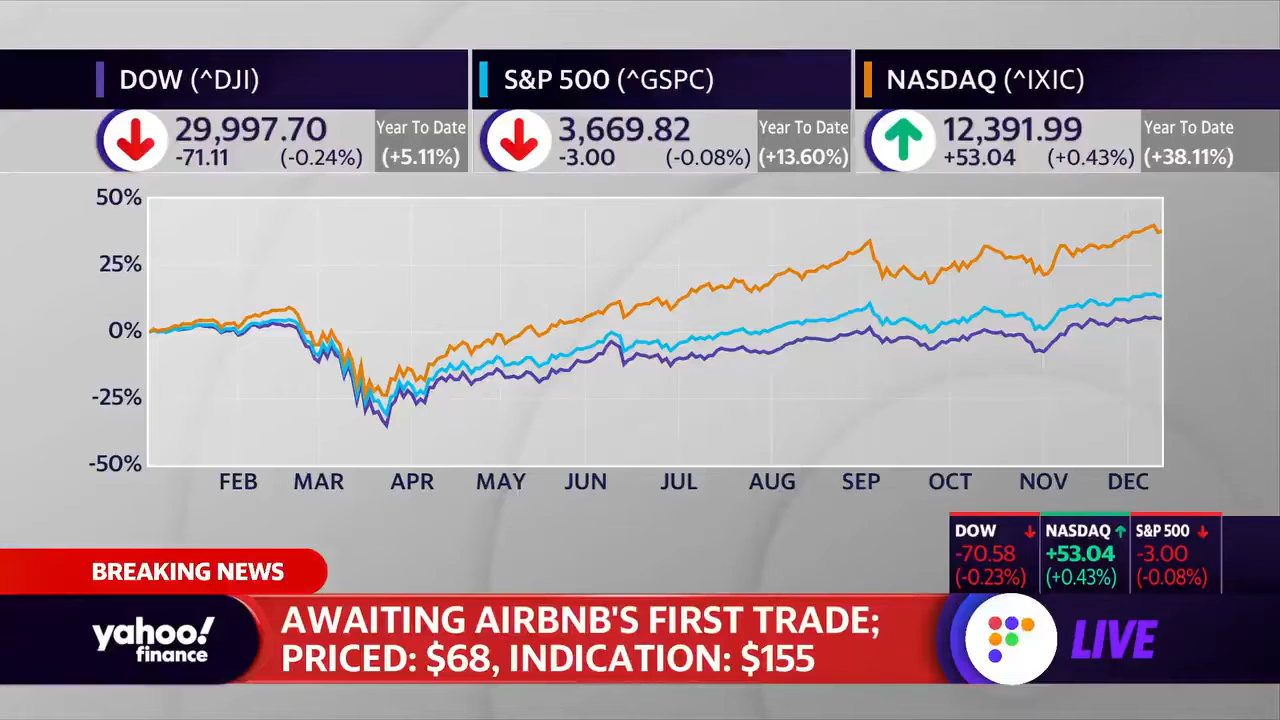 DOW (^DJI)
29,997.70
-71.11 (-0.24%)
Year To Date
(+5.11%)
S&P 500 (^GSPC)
3,669.82
-3.00 (-0.08%)
Year To Date
(+13.60%)
NASDAQ (^IXIC)
12,391.99
+53.04 (+0.43%)
Year To Date
(+38.11%)
50%
25%
0%
-25%
-50%
FEB MAR APR MAY JUN JUL AUG SEP OCT NOV DEC
DOW
-70.58
(-0.23%)
NASDAQ
+53.04
(+0.43%)
S&P 500
-3.00
(-0.08%)
BREAKING NEWS
yahoo!
finance
AWAITING AIRBNB'S FIRST TRADE;
PRICED: $68, INDICATION: $155
LIVE